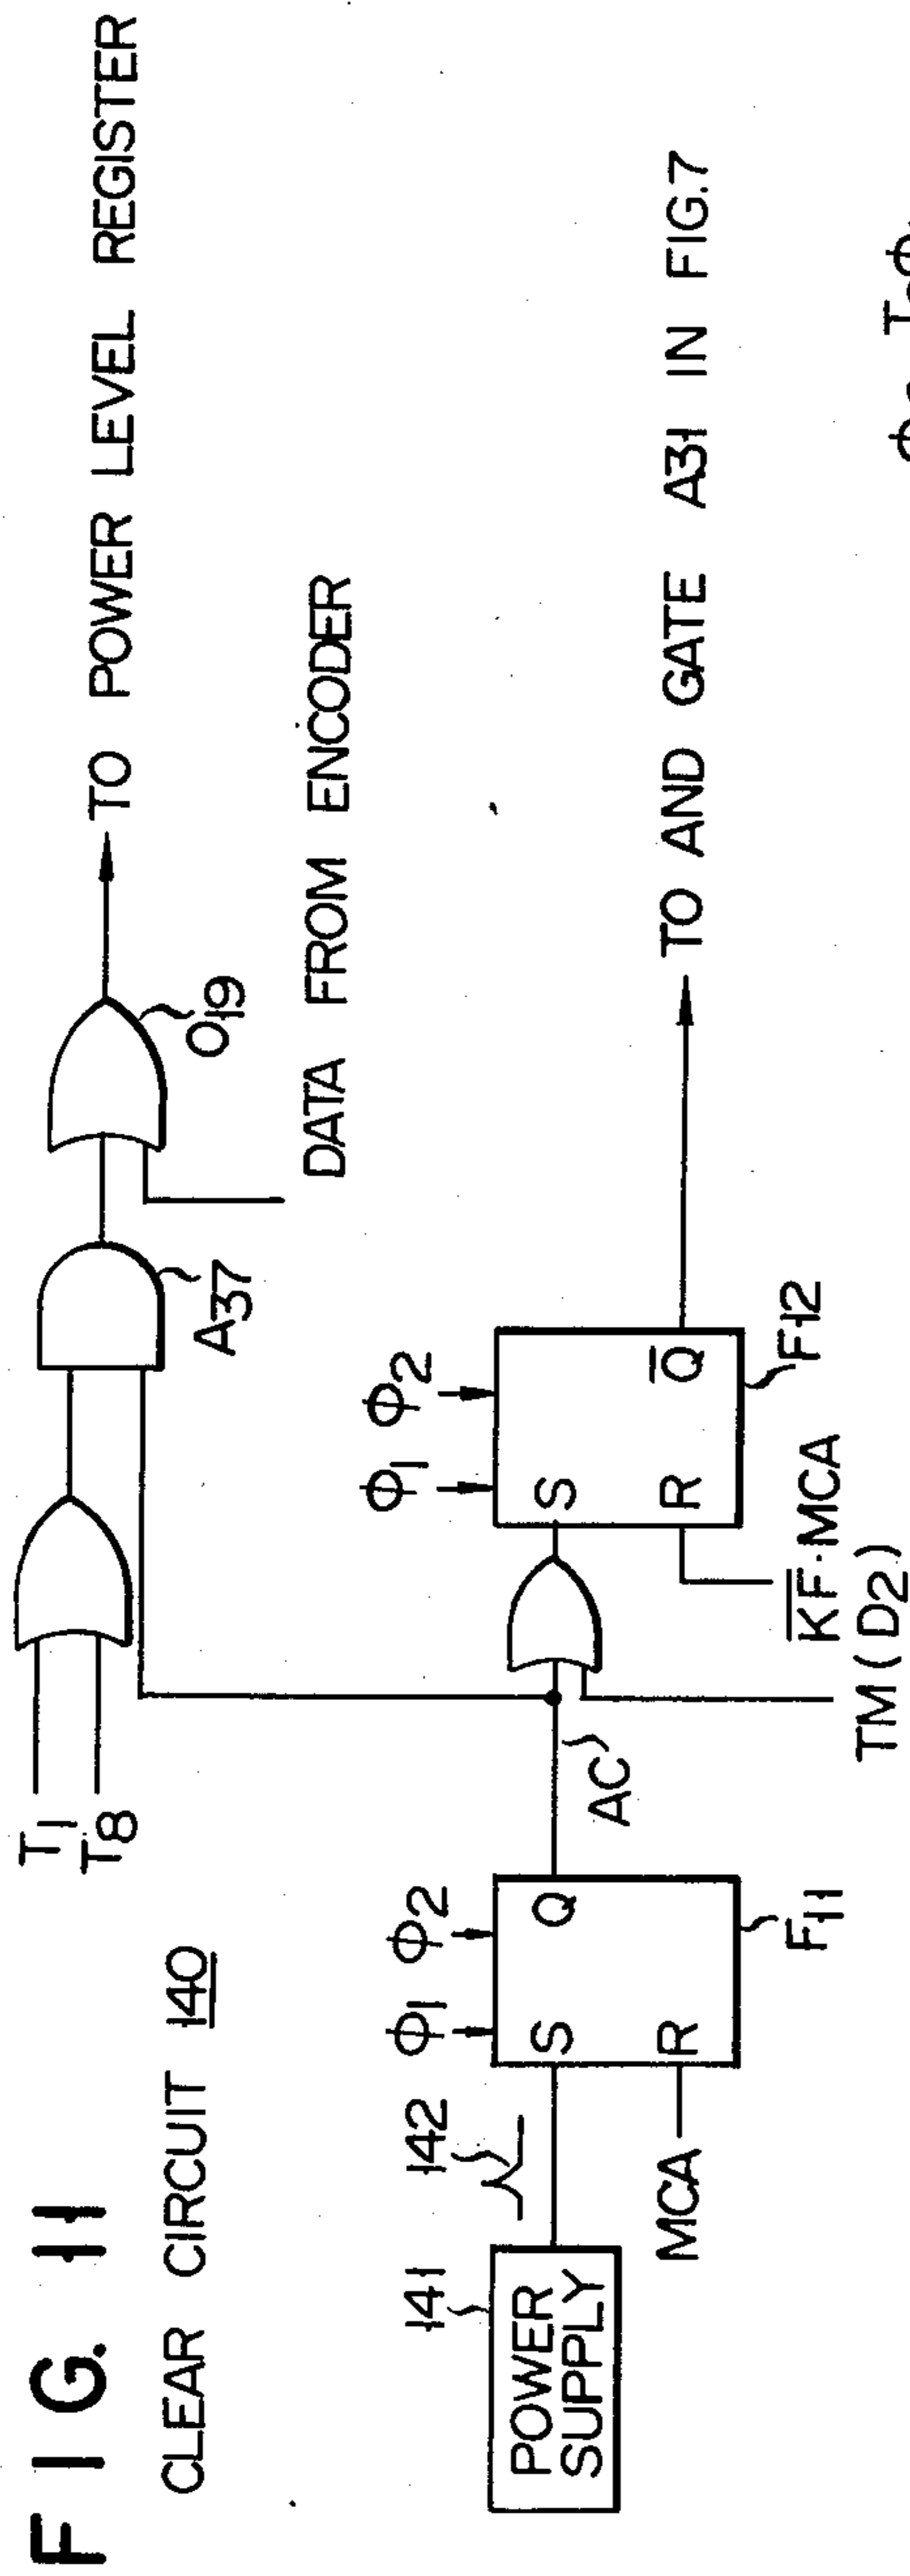 FIG. 11
CLEAR CIRCUIT 140
T1
T8
A37
O19
TO POWER LEVEL REGISTER
DATA FROM ENCODER
141
POWER
SUPPLY
142
Φ1 Φ2
S Q
R
MCA
F11
AC
TM(D2)
K̅F̅·MCA
Φ1 Φ2
S
R Q̅
F12
TO AND GATE A31 IN FIG.7